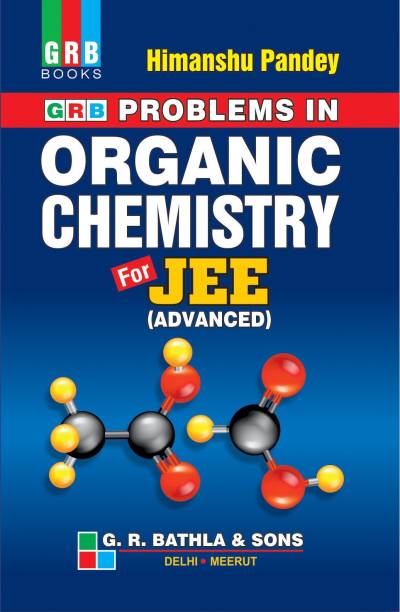 GRB
BOOKS
Himanshu Pandey
GRB PROBLEMS IN
ORGANIC
CHEMISTRY
For JEE
(ADVANCED)
G. R. BATHLA & SONS
DELHI • MEERUT